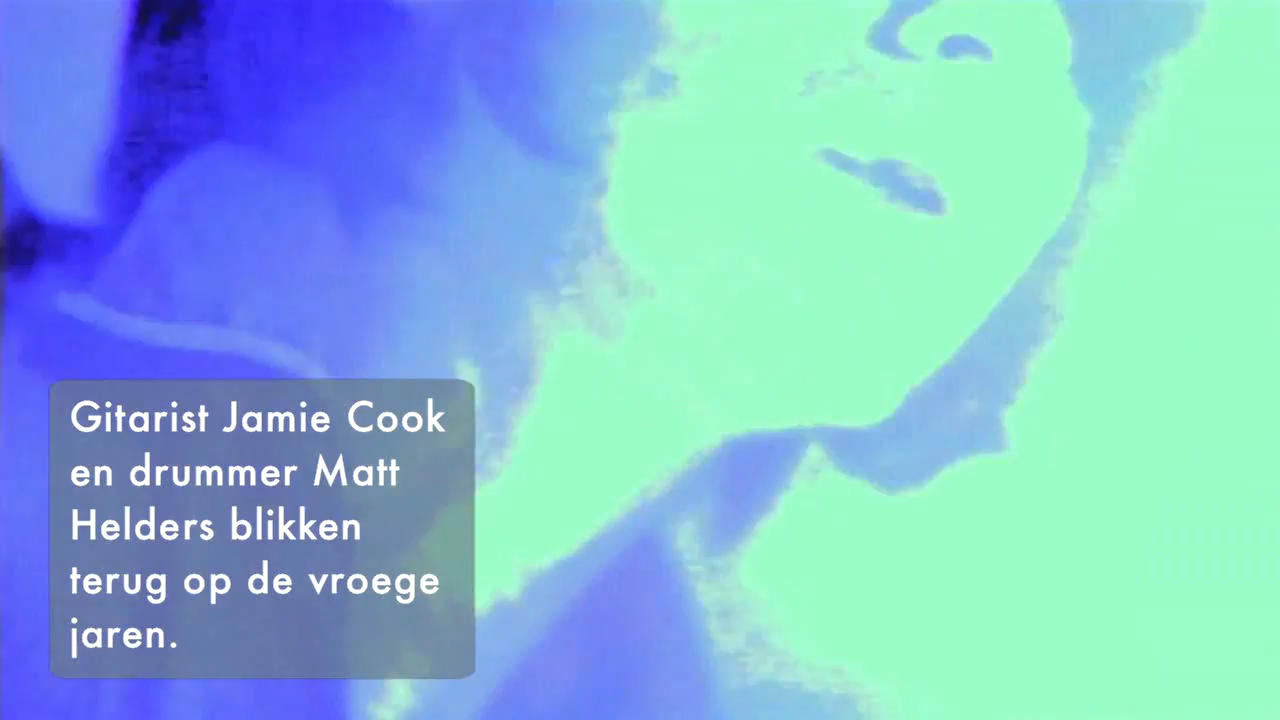 Gitarist Jamie Cook
en drummer Matt
Helders blikken
terug op de vroege
jaren.